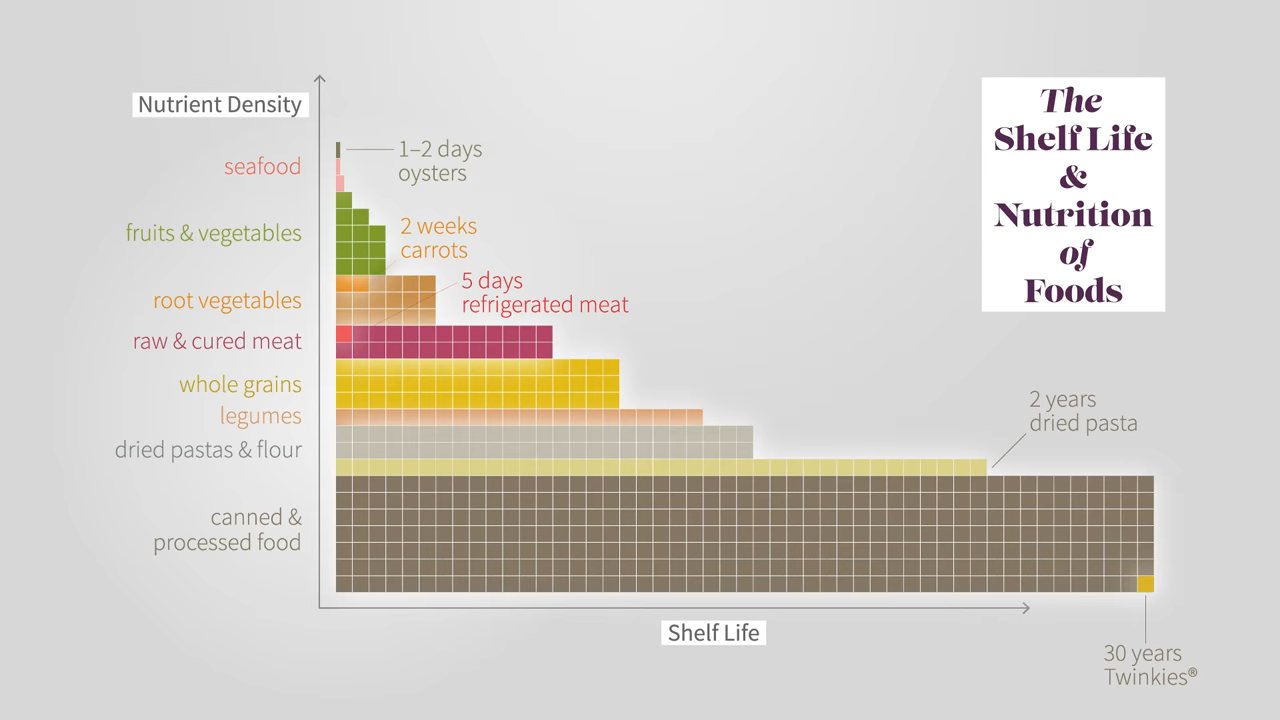 The
Shelf Life
&
Nutrition
of
Foods
Nutrient Density
seafood
1–2 days
oysters
fruits & vegetables
2 weeks
carrots
root vegetables
5 days
refrigerated meat
raw & cured meat
whole grains
legumes
dried pastas & flour
2 years
dried pasta
canned &
processed food
Shelf Life
30 years
Twinkies®